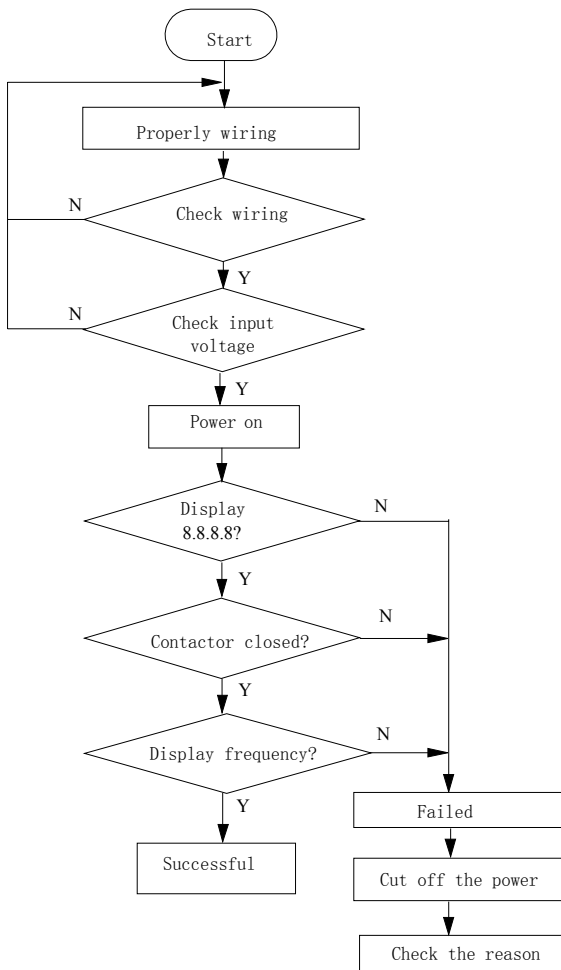 Start
Properly wiring
N
Check wiring
Y
N
Check input
voltage
Y
Power on
Display
8.8.8.8?
N
Y
Contactor closed?
N
Y
Display frequency?
N
Y
Failed
Successful
Cut off the power
Check the reason